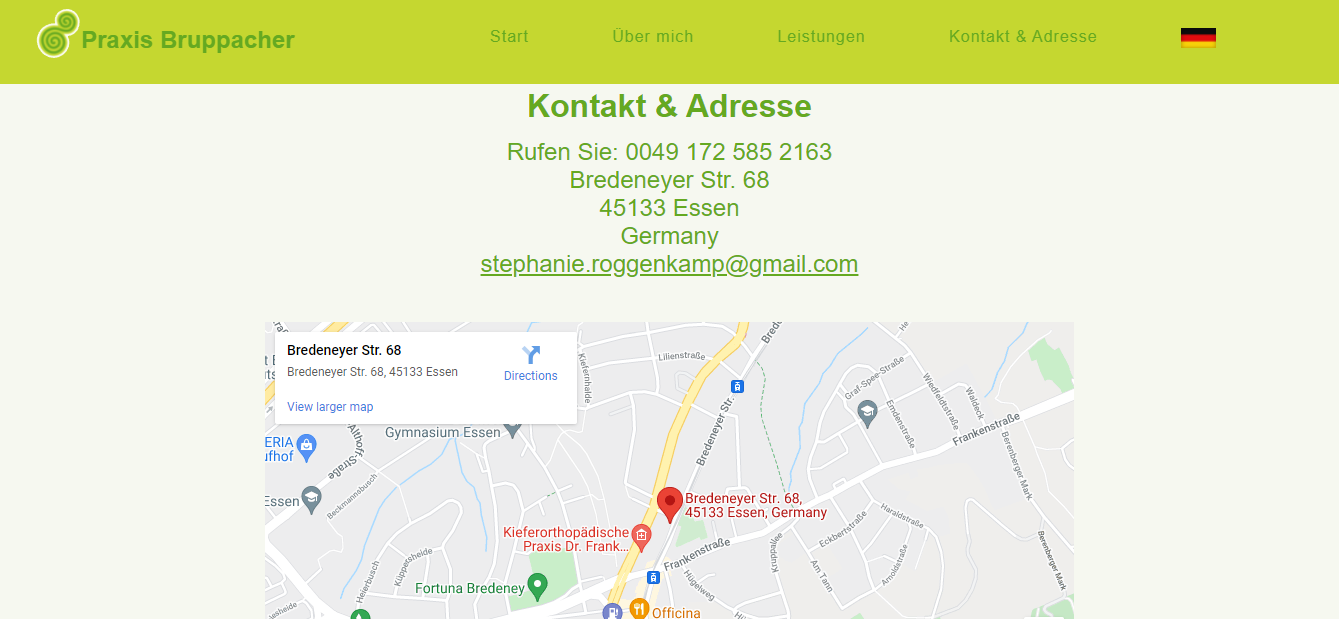 Praxis Bruppacher
Start
Über mich
Leistungen
Kontakt & Adresse
Kontakt & Adresse
Rufen Sie: 0049 172 585 2163
Bredeneyer Str. 68
45133 Essen
Germany
stephanie.roggenkamp@gmail.com
Bredeneyer Str. 68
Bredeneyer Str. 68, 45133 Essen
Directions
View larger map
Kiefernhalde
Lilienstraße
Graf-Spee-Straße
Wiedfeldtstraße
Waldeck.
Emdenstraße
Frankenstraße
Berenberger Mark
Bredeneyer Str.
Gymnasium Essen
ERIA
ufhof
Althoff-Straße
Essen
Beckmannsbusch
Bredeneyer Str. 68,
45133 Essen, Germany
Kieferorthopädische
Praxis Dr. Frank...
Haraldstraße
Eckbertstraße
Arnoldstraße
Am Tann
Frankenstraße
Hügelweg
Küppersheide
Heierbusch
Fortuna Bredeney
Officina
Berenberger Mark